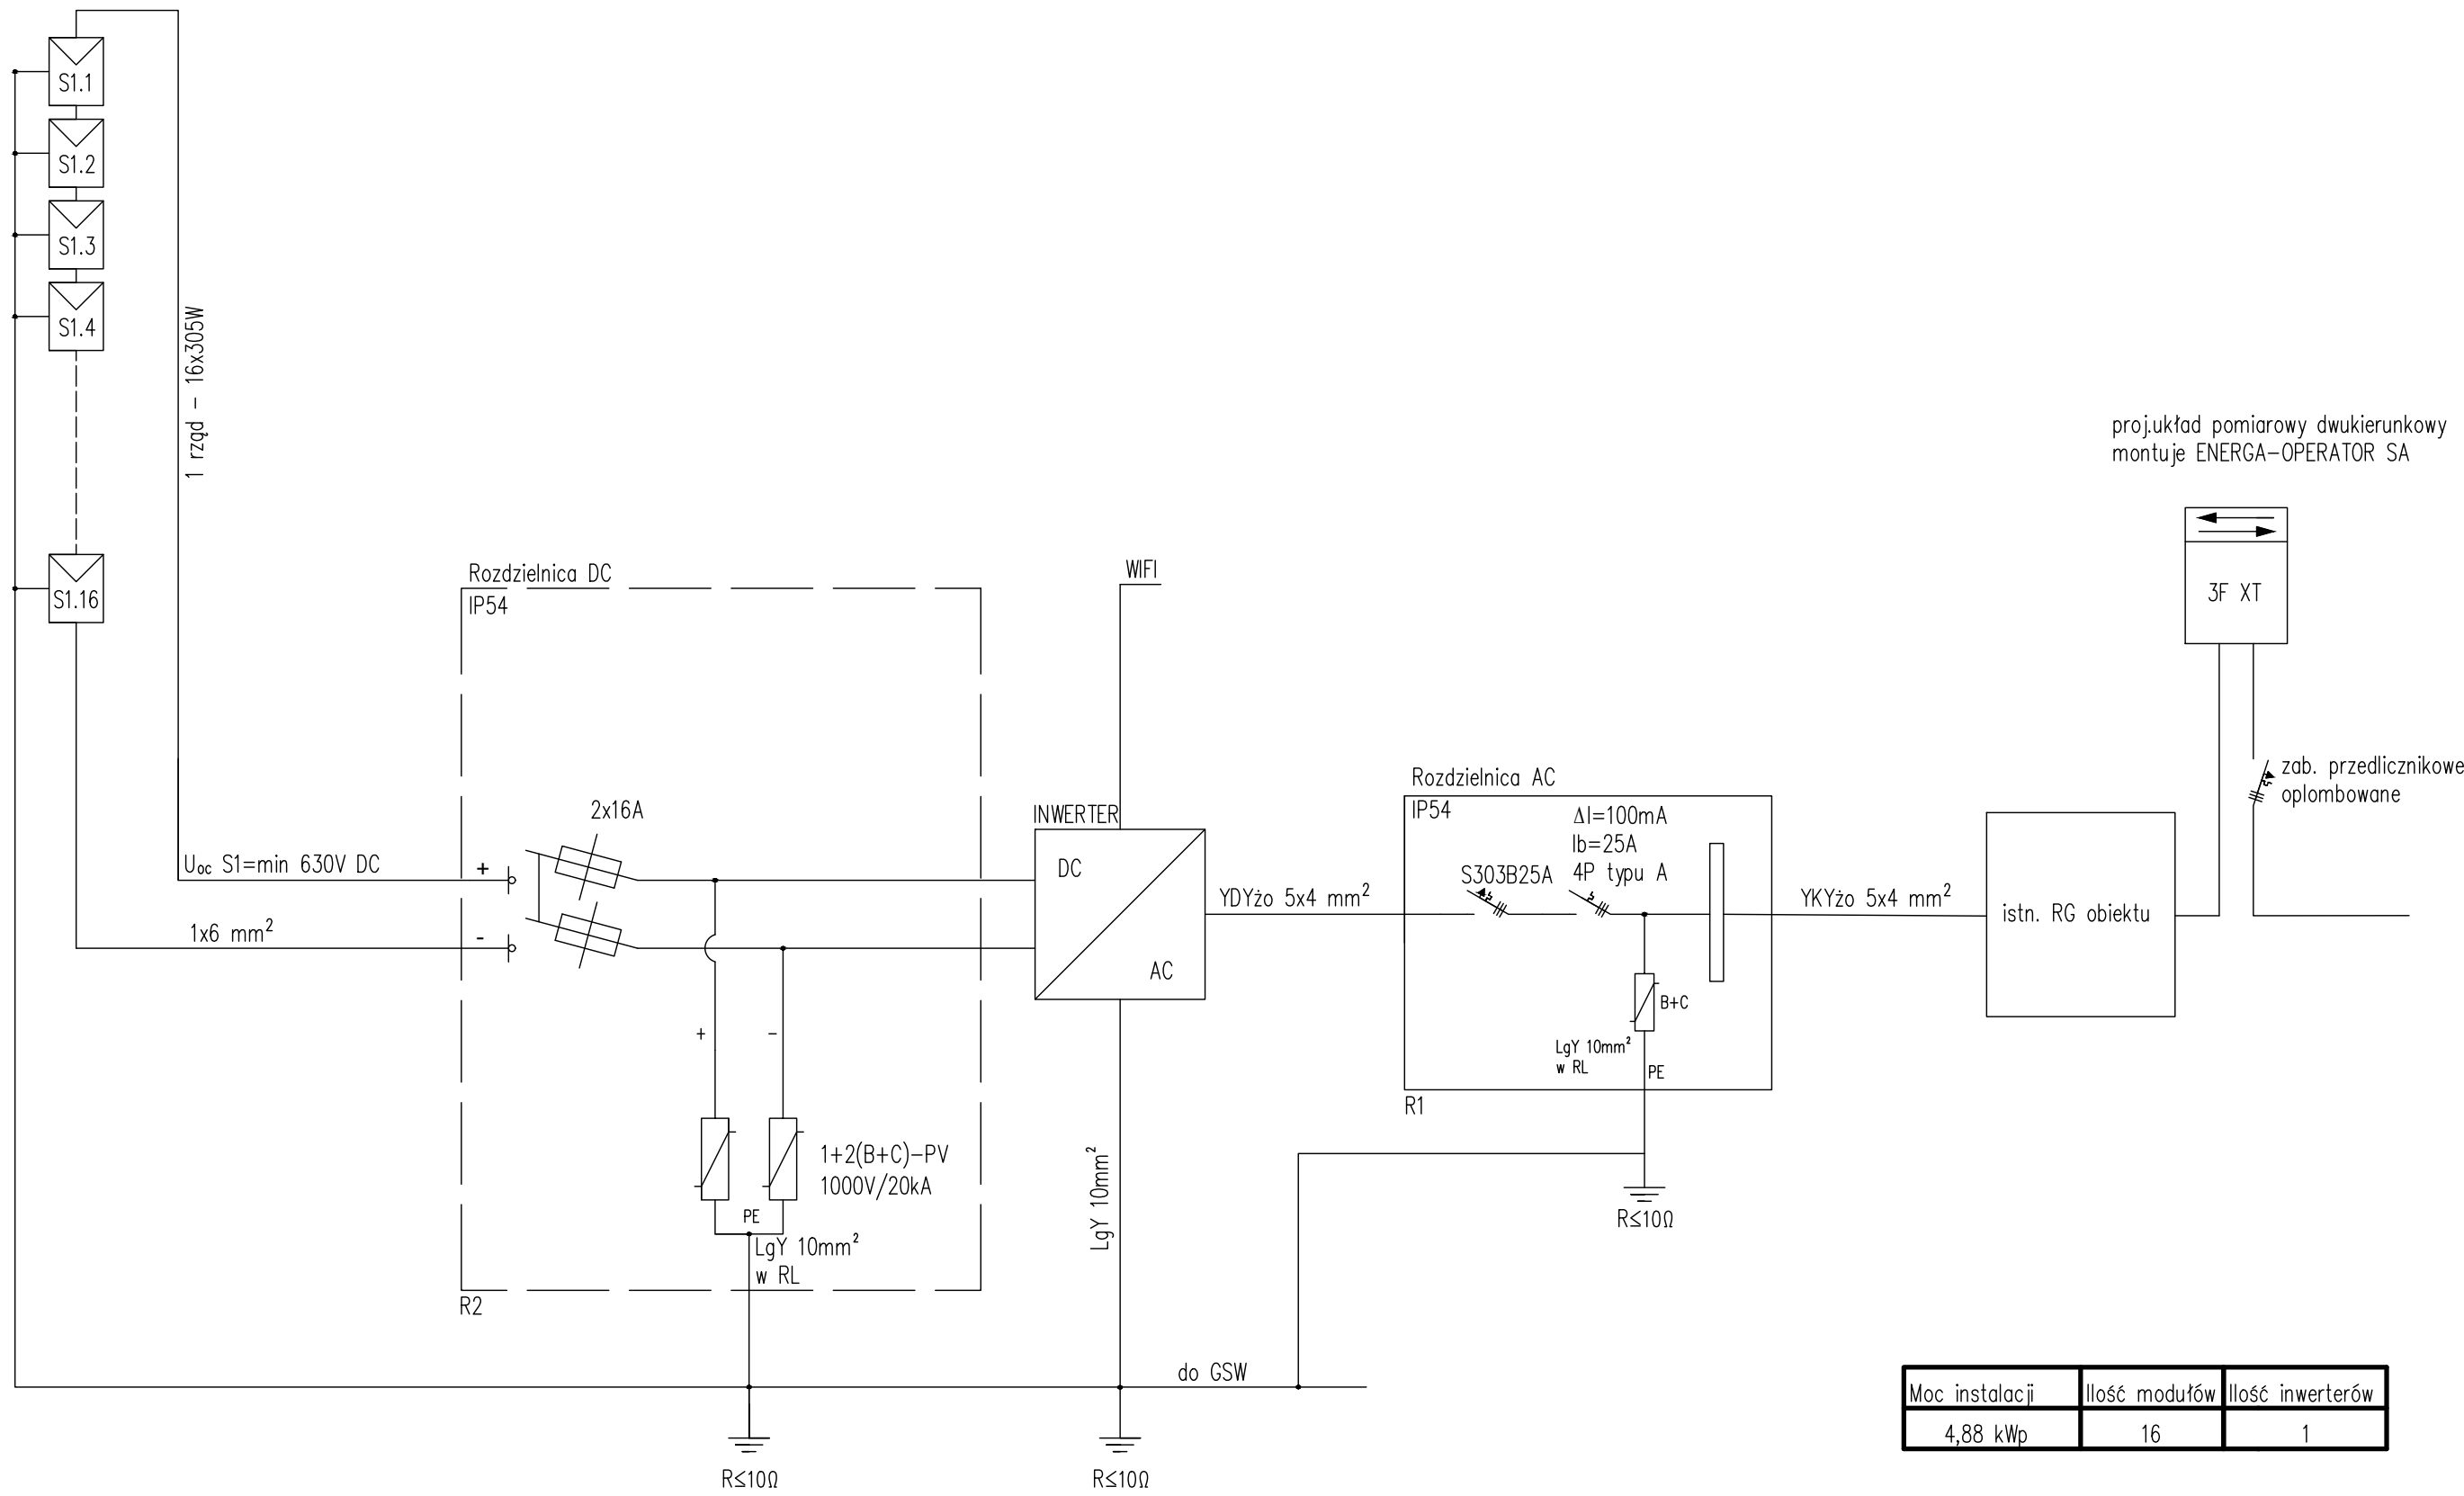 S1.1
S1.2
S1.3
S1.4
S1.16
1 rząd - 16x305W
U₀c S1=min 630V DC
1x6 mm²
Rozdzielnica DC
IP54
2x16A
+
-
+ -
1+2(B+C)-PV
1000V/20kA
PE
LgY 10mm²
w RL
R2
R≤10Ω
WIFI
INWERTER
DC
AC
LgY 10mm²
do GSW
R≤10Ω
YDYżo 5x4 mm²
Rozdzielnica AC
IP54
ΔI=100mA
Ib=25A
4P typu A
S303B25A
B+C
LgY 10mm²
w RL
PE
R1
R≤10Ω
YKYżo 5x4 mm²
istn. RG obiektu
proj.układ pomiarowy dwukierunkowy
montuje ENERGA-OPERATOR SA
3F XT
zab. przedlicznikowe
oplombowane
Moc instalacji Ilość modułów Ilość inwerterów
4,88 kWp 16 1